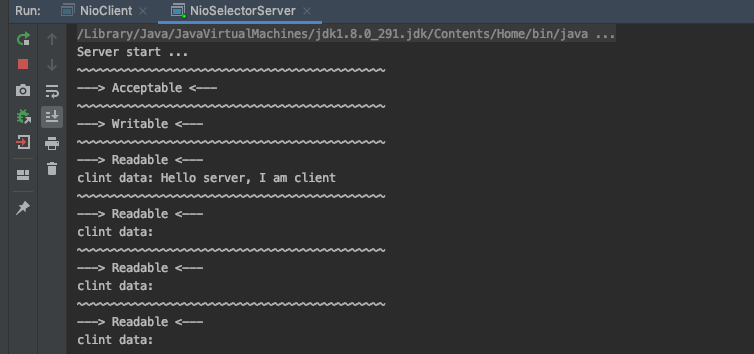 Run: NioClient × NioSelectorServer ×
/Library/Java/JavaVirtualMachines/jdk1.8.0_291.jdk/Contents/Home/bin/java ...
Server start ...
~~~~~~~~~~~~~~~~~~~~~~~~~~~~~~~~~~~~~~~~~~~~
---> Acceptable <---
~~~~~~~~~~~~~~~~~~~~~~~~~~~~~~~~~~~~~~~~~~~~
---> Writable <---
~~~~~~~~~~~~~~~~~~~~~~~~~~~~~~~~~~~~~~~~~~~~
---> Readable <---
clint data: Hello server, I am client
~~~~~~~~~~~~~~~~~~~~~~~~~~~~~~~~~~~~~~~~~~~~
---> Readable <---
clint data:
~~~~~~~~~~~~~~~~~~~~~~~~~~~~~~~~~~~~~~~~~~~~
---> Readable <---
clint data:
~~~~~~~~~~~~~~~~~~~~~~~~~~~~~~~~~~~~~~~~~~~~
---> Readable <---
clint data: